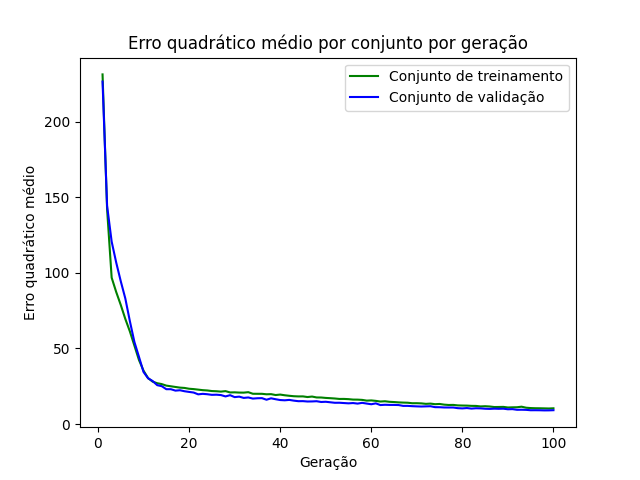 Erro quadrático médio por conjunto por geração
Conjunto de treinamento
Conjunto de validação
Erro quadrático médio
200
150
100
50
0
0 20 40 60 80 100
Geração